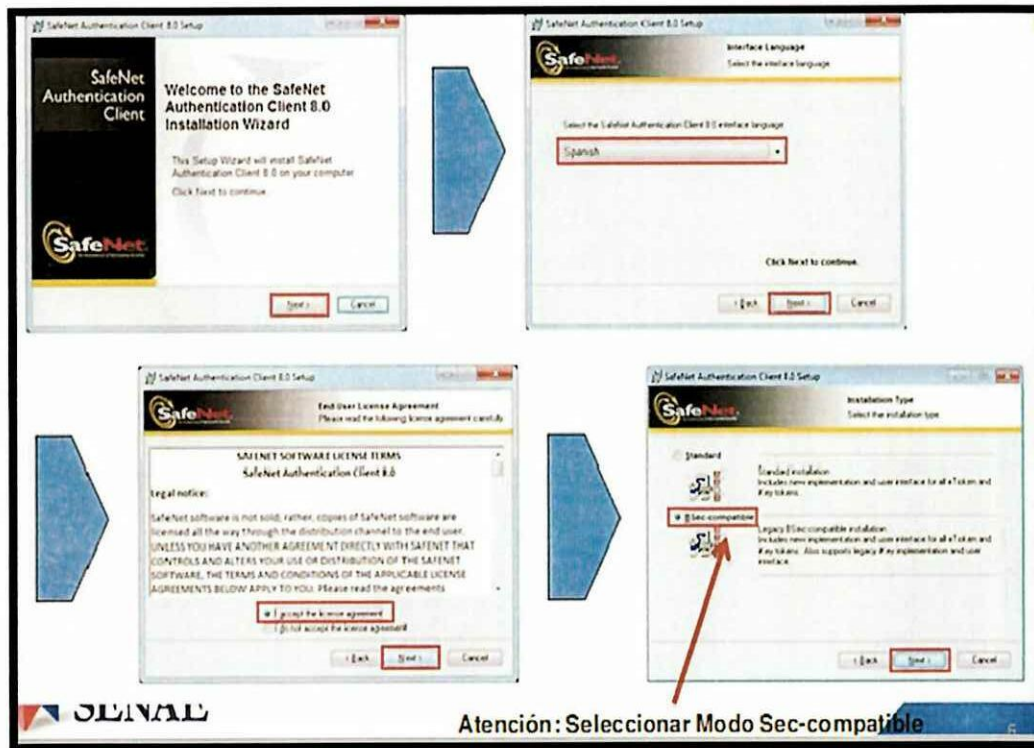 SafeNet Authentication Client 8.0 Setup
SafeNet
Authentication
Client
Welcome to the SafeNet
Authentication Client 8.0
Installation Wizard
This Setup Wizard will install SafeNet
Authentication Client 8.0 on your computer
Click Next to continue
SafeNet.
Next >
Cancel
SafeNet Authentication Client 8.0 Setup
SafeNet.
Interface Language
Select the interface language
Select the SafeNet Authentication Client 8.0 interface language
Spanish
Click Next to continue.
< Back
Next >
Cancel
SafeNet Authentication Client 8.0 Setup
SafeNet.
End User License Agreement
Please read the following license agreement carefully
SAFENET SOFTWARE LICENSE TERMS
SafeNet Authentication Client 8.0
Legal notice:
SafeNet software is not sold; rather, copies of SafeNet software are
licensed all the way through the distribution channel to the end user.
UNLESS YOU HAVE ANOTHER AGREEMENT DIRECTLY WITH SAFENET THAT
CONTROLS AND ALTERS YOUR USE OR DISTRIBUTION OF THE SAFENET
SOFTWARE, THE TERMS AND CONDITIONS OF THE APPLICABLE LICENSE
AGREEMENTS BELOW APPLY TO YOU. Please read the agreements
I accept the license agreement
I do not accept the license agreement
< Back
Next >
Cancel
SafeNet Authentication Client 8.0 Setup
SafeNet.
Installation Type
Select the installation type
Standard
Standard installation
Includes new implementation and user interface for all eToken and
iKey tokens.
BSec-compatible
Legacy BSec-compatible installation
Includes new implementation and user interface for all eToken and
iKey tokens. Also supports legacy iKey implementation and user
interface.
< Back
Next >
Cancel
SENAE
Atención: Seleccionar Modo Sec-compatible